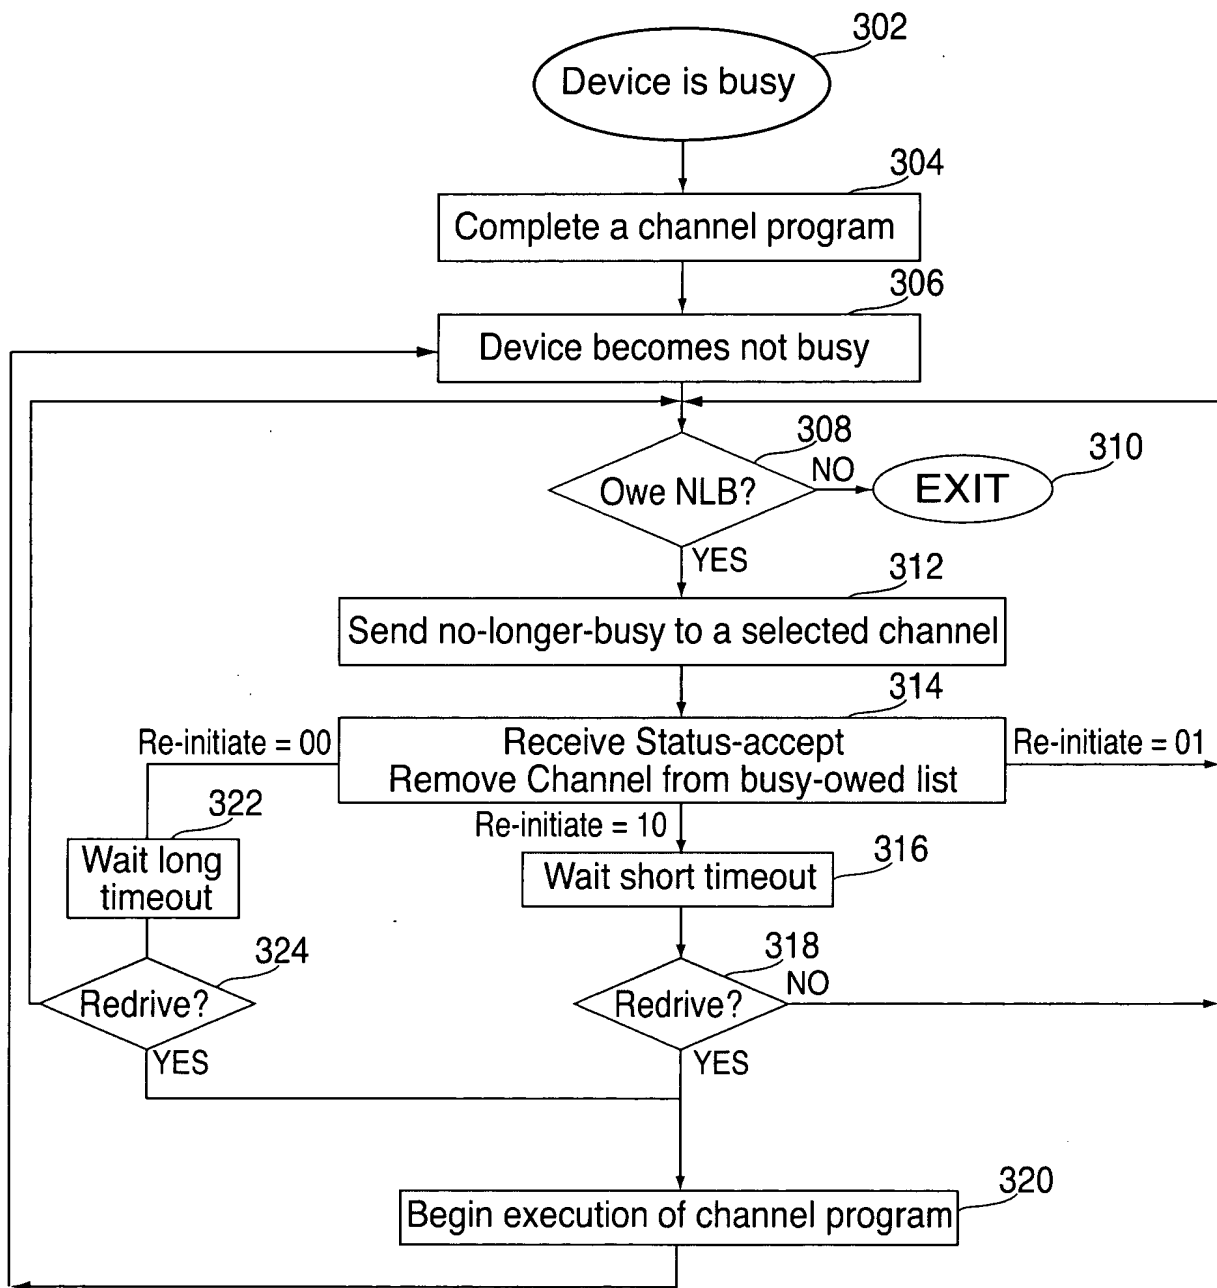 302
Device is busy
304
Complete a channel program
306
Device becomes not busy
308
Owe NLB?
NO
310
EXIT
YES
312
Send no-longer-busy to a selected channel
314
Re-initiate = 00
Receive Status-accept
Remove Channel from busy-owed list
Re-initiate = 01
Re-initiate = 10
322
Wait long
timeout
316
Wait short timeout
324
Redrive?
YES
318
Redrive?
NO
YES
320
Begin execution of channel program